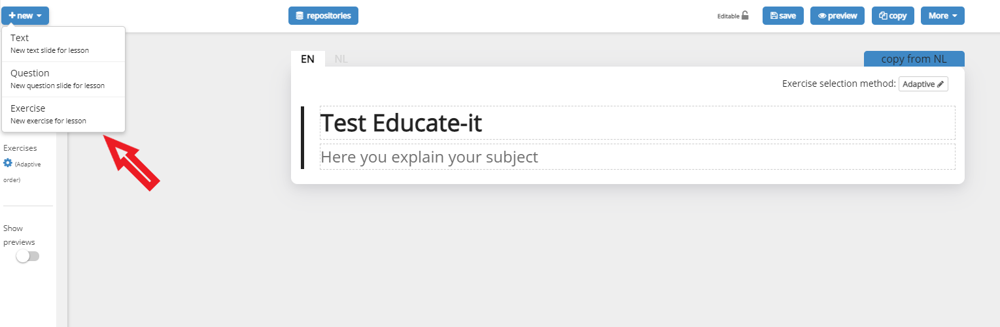 new
repositories
Editable
save
preview
copy
More
Text
New text slide for lesson
Question
New question slide for lesson
Exercise
New exercise for lesson
Exercises
(Adaptive
order)
Show
previews
EN
NL
copy from NL
Exercise selection method: Adaptive
Test Educate-it
Here you explain your subject